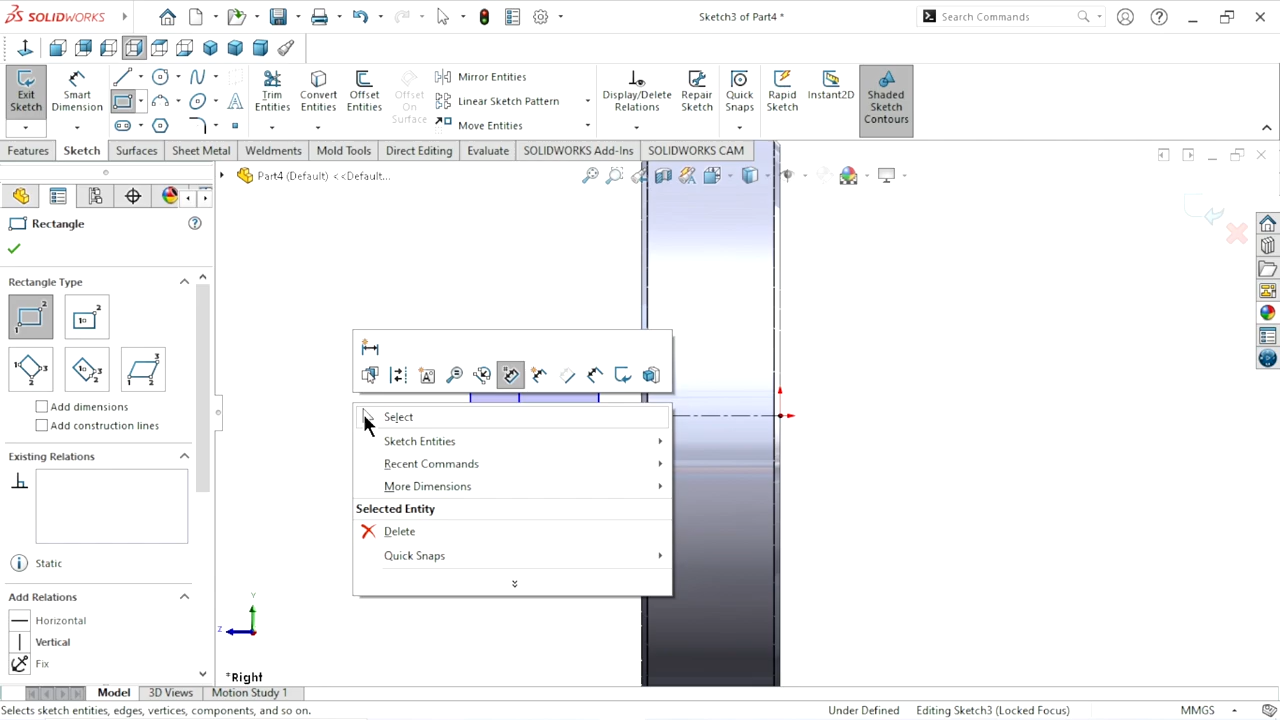 SOLIDWORKS
Sketch3 of Part4 *
Search Commands
Exit Sketch
Smart Dimension
Trim Entities
Convert Entities
Offset Entities
Offset On Surface
Mirror Entities
Linear Sketch Pattern
Move Entities
Display/Delete Relations
Repair Sketch
Quick Snaps
Rapid Sketch
Instant2D
Shaded Sketch Contours
Features Sketch Surfaces Sheet Metal Weldments Mold Tools Direct Editing Evaluate SOLIDWORKS Add-Ins SOLIDWORKS CAM
Part4 (Default) <<Default...
Rectangle
Rectangle Type
Add dimensions
Add construction lines
Existing Relations
Static
Add Relations
Horizontal
Vertical
Fix
Select
Sketch Entities
Recent Commands
More Dimensions
Selected Entity
Delete
Quick Snaps
Y
Z
*Right
Model 3D Views Motion Study 1
Selects sketch entities, edges, vertices, components, and so on.
Under Defined Editing Sketch3 (Locked Focus) MMGS